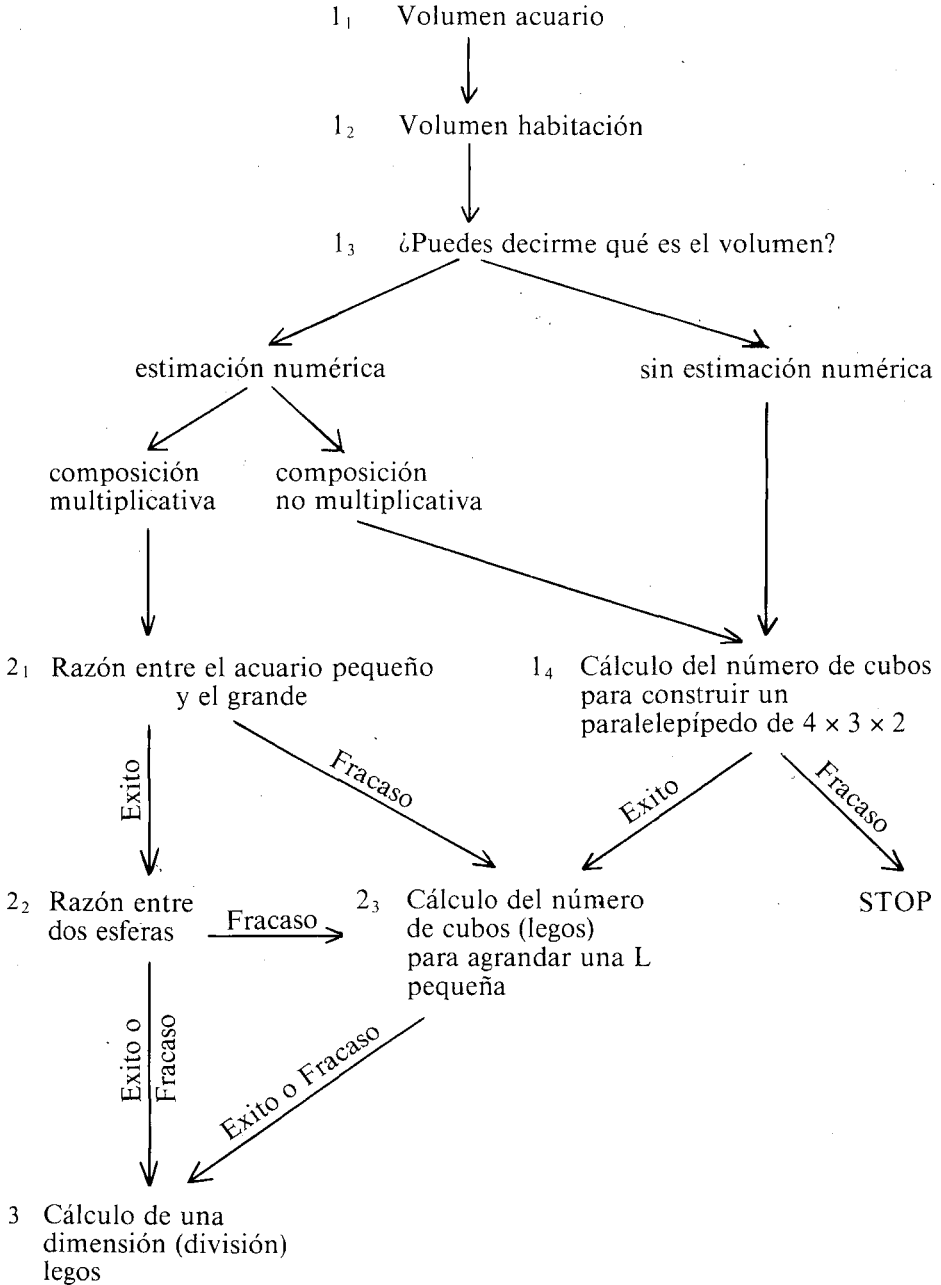 1₁ Volumen acuario
1₂ Volumen habitación
1₃ ¿Puedes decirme qué es el volumen?
estimación numérica
sin estimación numérica
composición
multiplicativa
composición
no multiplicativa
2₁ Razón entre el acuario pequeño
y el grande
1₄ Cálculo del número de cubos
para construir un
paralelepípedo de 4 × 3 × 2
Exito
Fracaso
Exito
Fracaso
2₂ Razón entre
dos esferas
Fracaso
2₃ Cálculo del número
de cubos (legos)
para agrandar una L
pequeña
STOP
Exito o
Fracaso
Exito o Fracaso
3 Cálculo de una
dimensión (división)
legos